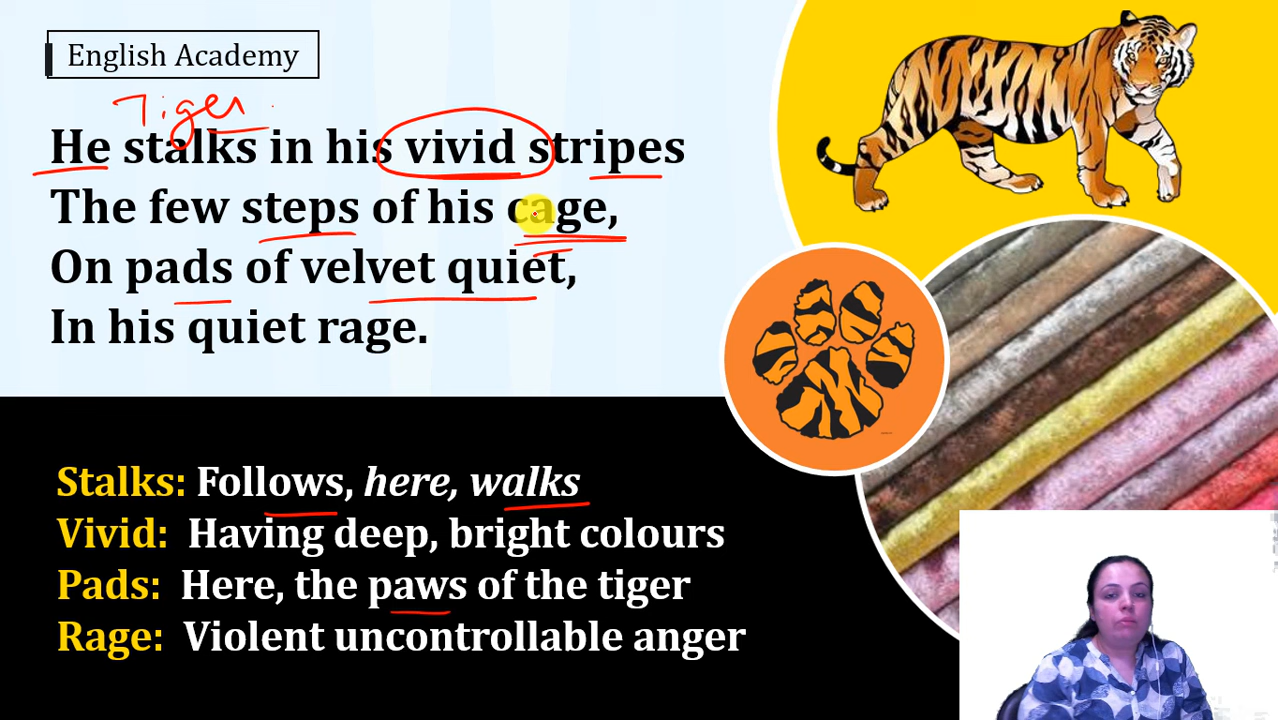 English Academy
Tiger
He stalks in his vivid stripes
The few steps of his cage,
On pads of velvet quiet,
In his quiet rage.
Stalks: Follows, here, walks
Vivid: Having deep, bright colours
Pads: Here, the paws of the tiger
Rage: Violent uncontrollable anger